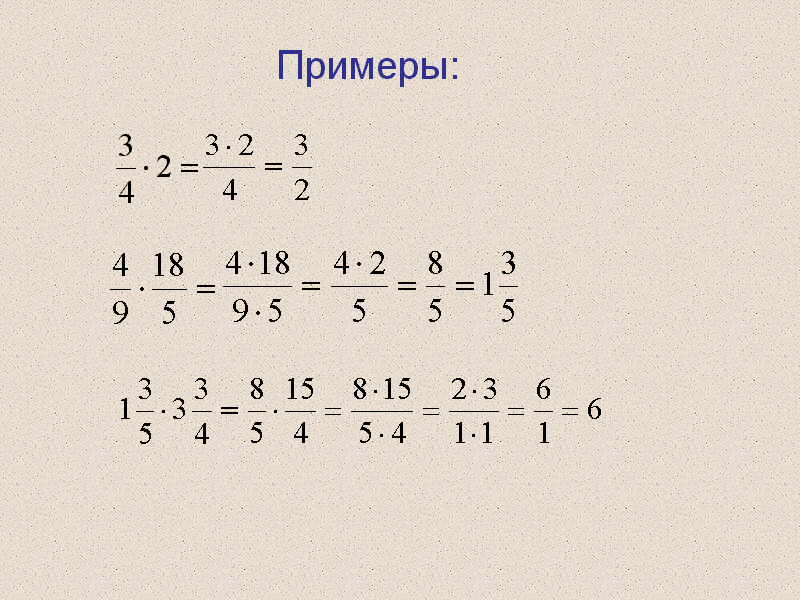 Примеры:
3/4 · 2 = 3 · 2/4 = 3/2
4/9 · 18/5 = 4 · 18/9 · 5 = 4 · 2/5 = 8/5 = 1 3/5
1 3/5 · 3 3/4 = 8/5 · 15/4 = 8 · 15/5 · 4 = 2 · 3/1 · 1 = 6/1 = 6